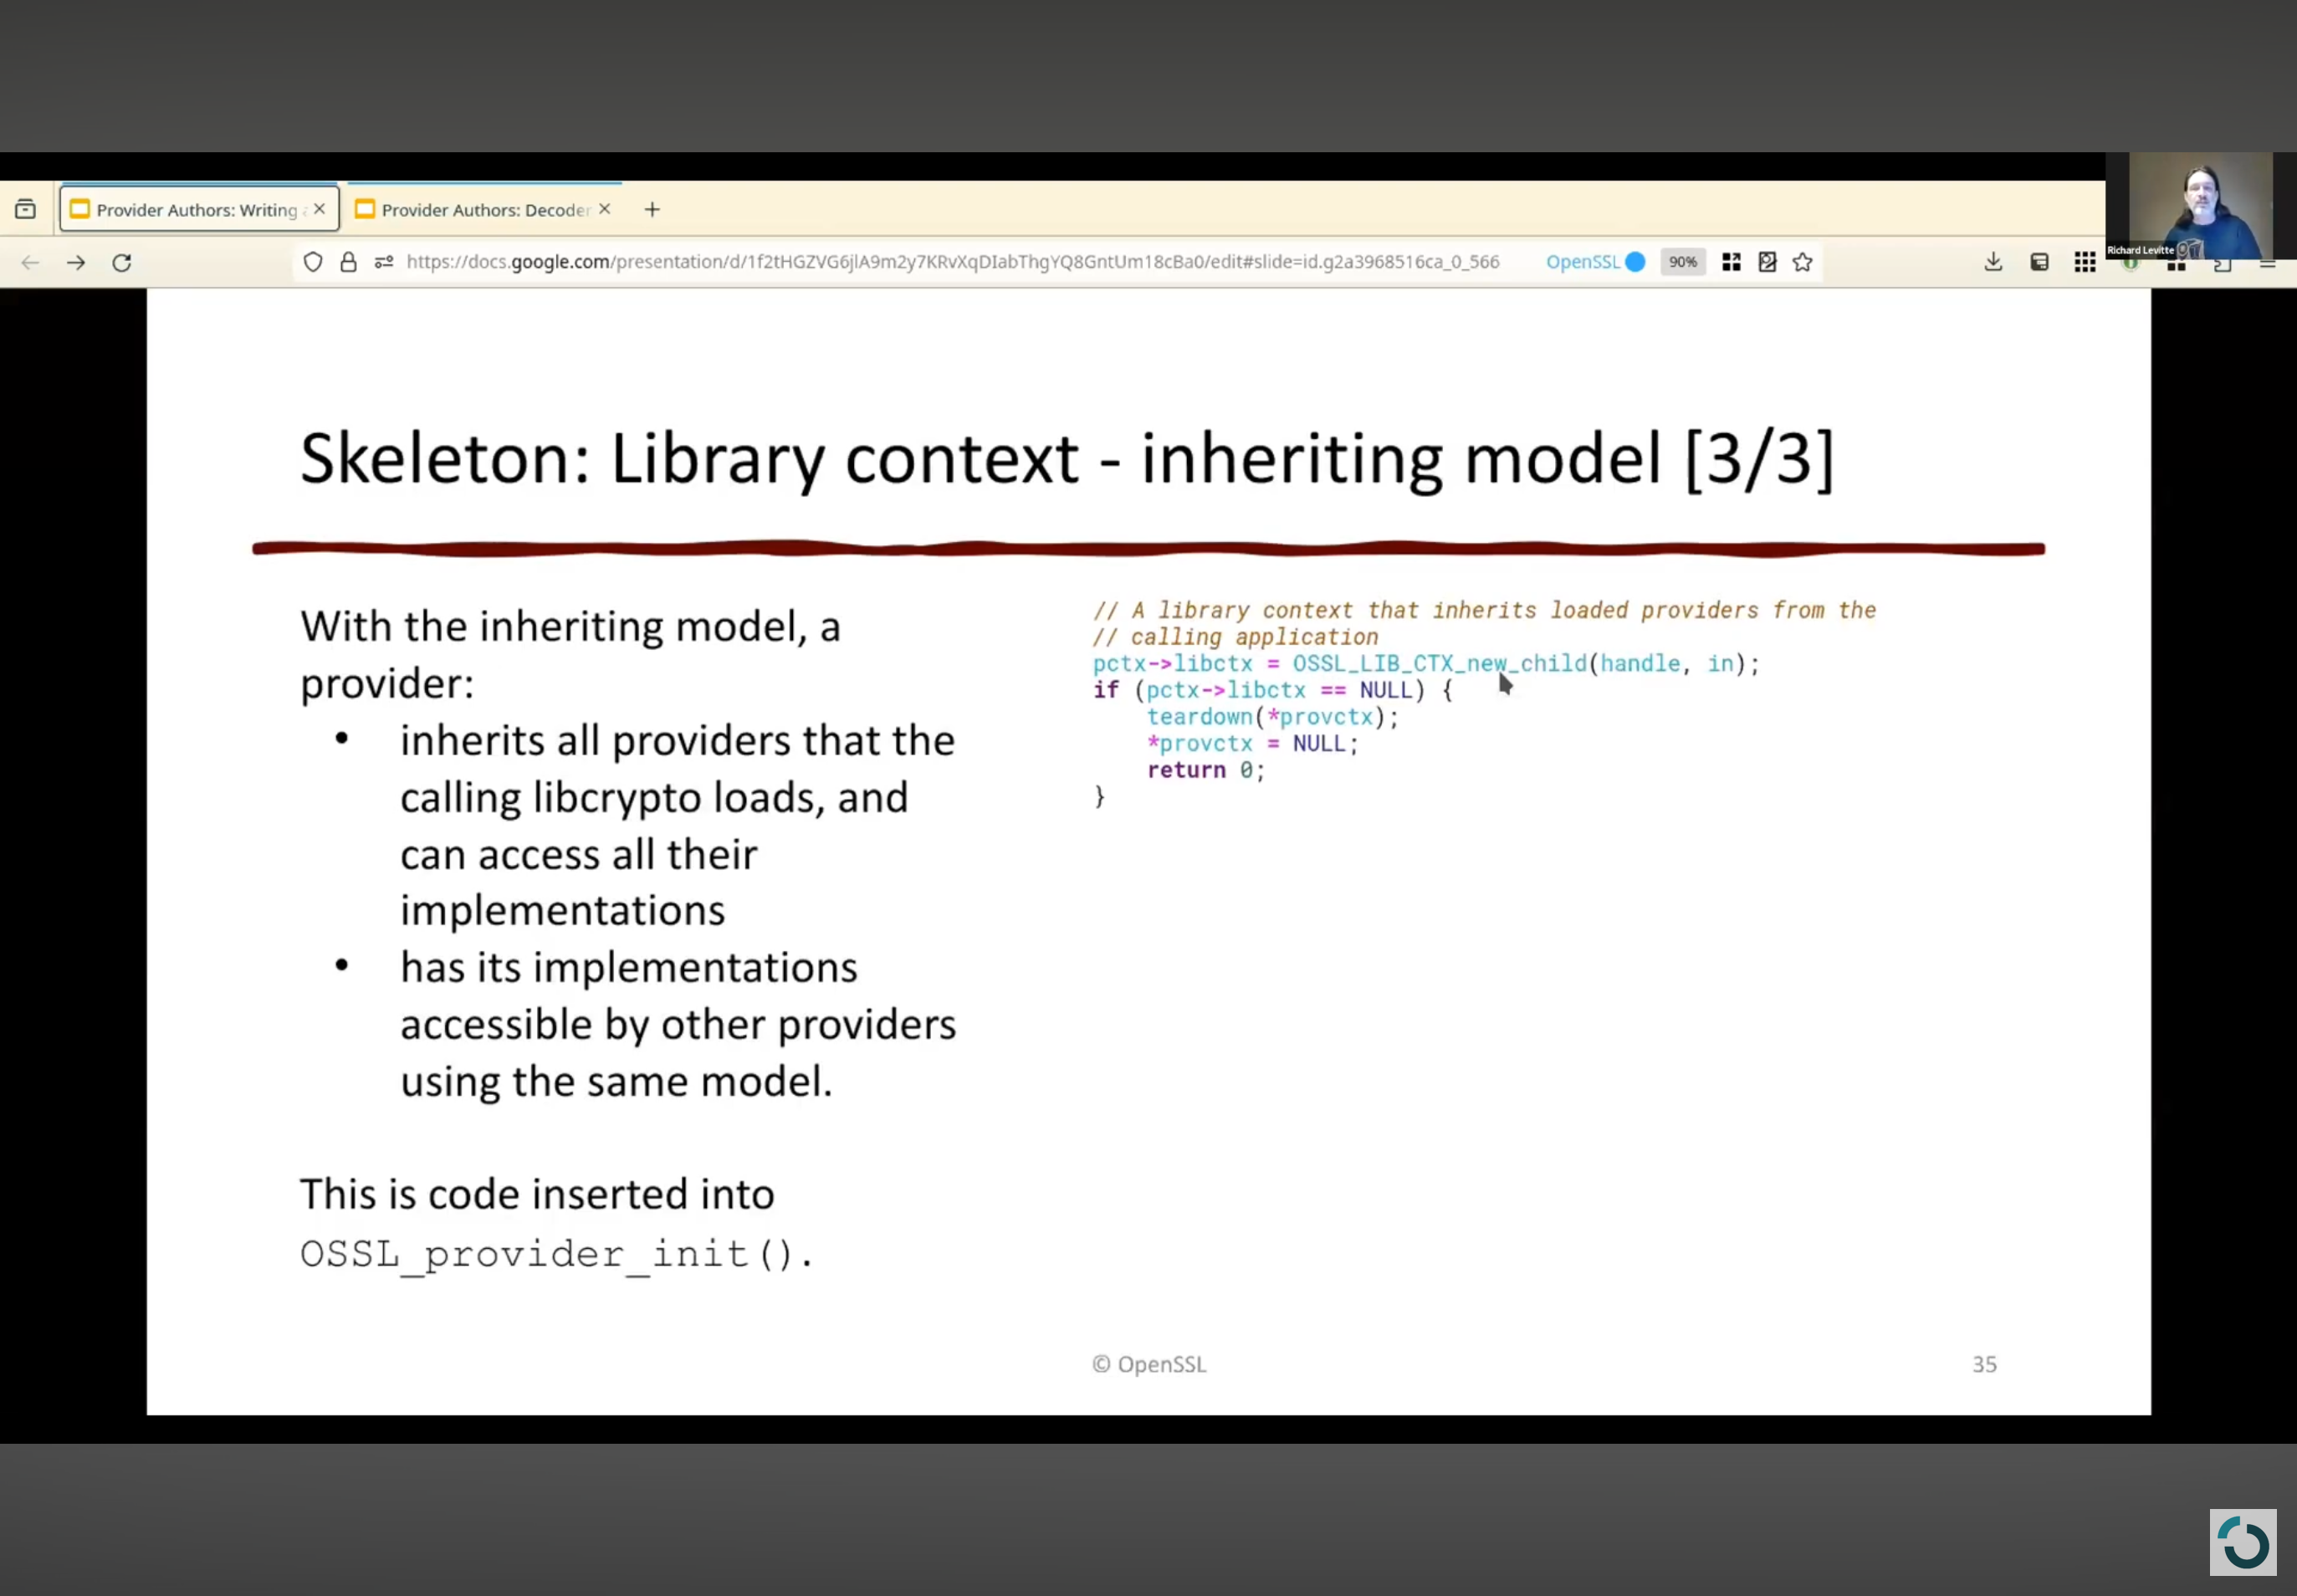 Richard Levitte
Provider Authors: Writing
Provider Authors: Decoder
https://docs.google.com/presentation/d/1f2tHGZVG6jlA9m2y7KRvXqDIabThgYQ8GntUm18cBa0/edit#slide=id.g2a3968516ca_0_566
OpenSSL
90%
Skeleton: Library context - inheriting model [3/3]
With the inheriting model, a
provider:
• inherits all providers that the
calling libcrypto loads, and
can access all their
implementations
• has its implementations
accessible by other providers
using the same model.
This is code inserted into
OSSL_provider_init().
// A library context that inherits loaded providers from the
// calling application
pctx->libctx = OSSL_LIB_CTX_new_child(handle, in);
if (pctx->libctx == NULL) {
    teardown(*provctx);
    *provctx = NULL;
    return 0;
}
© OpenSSL
35